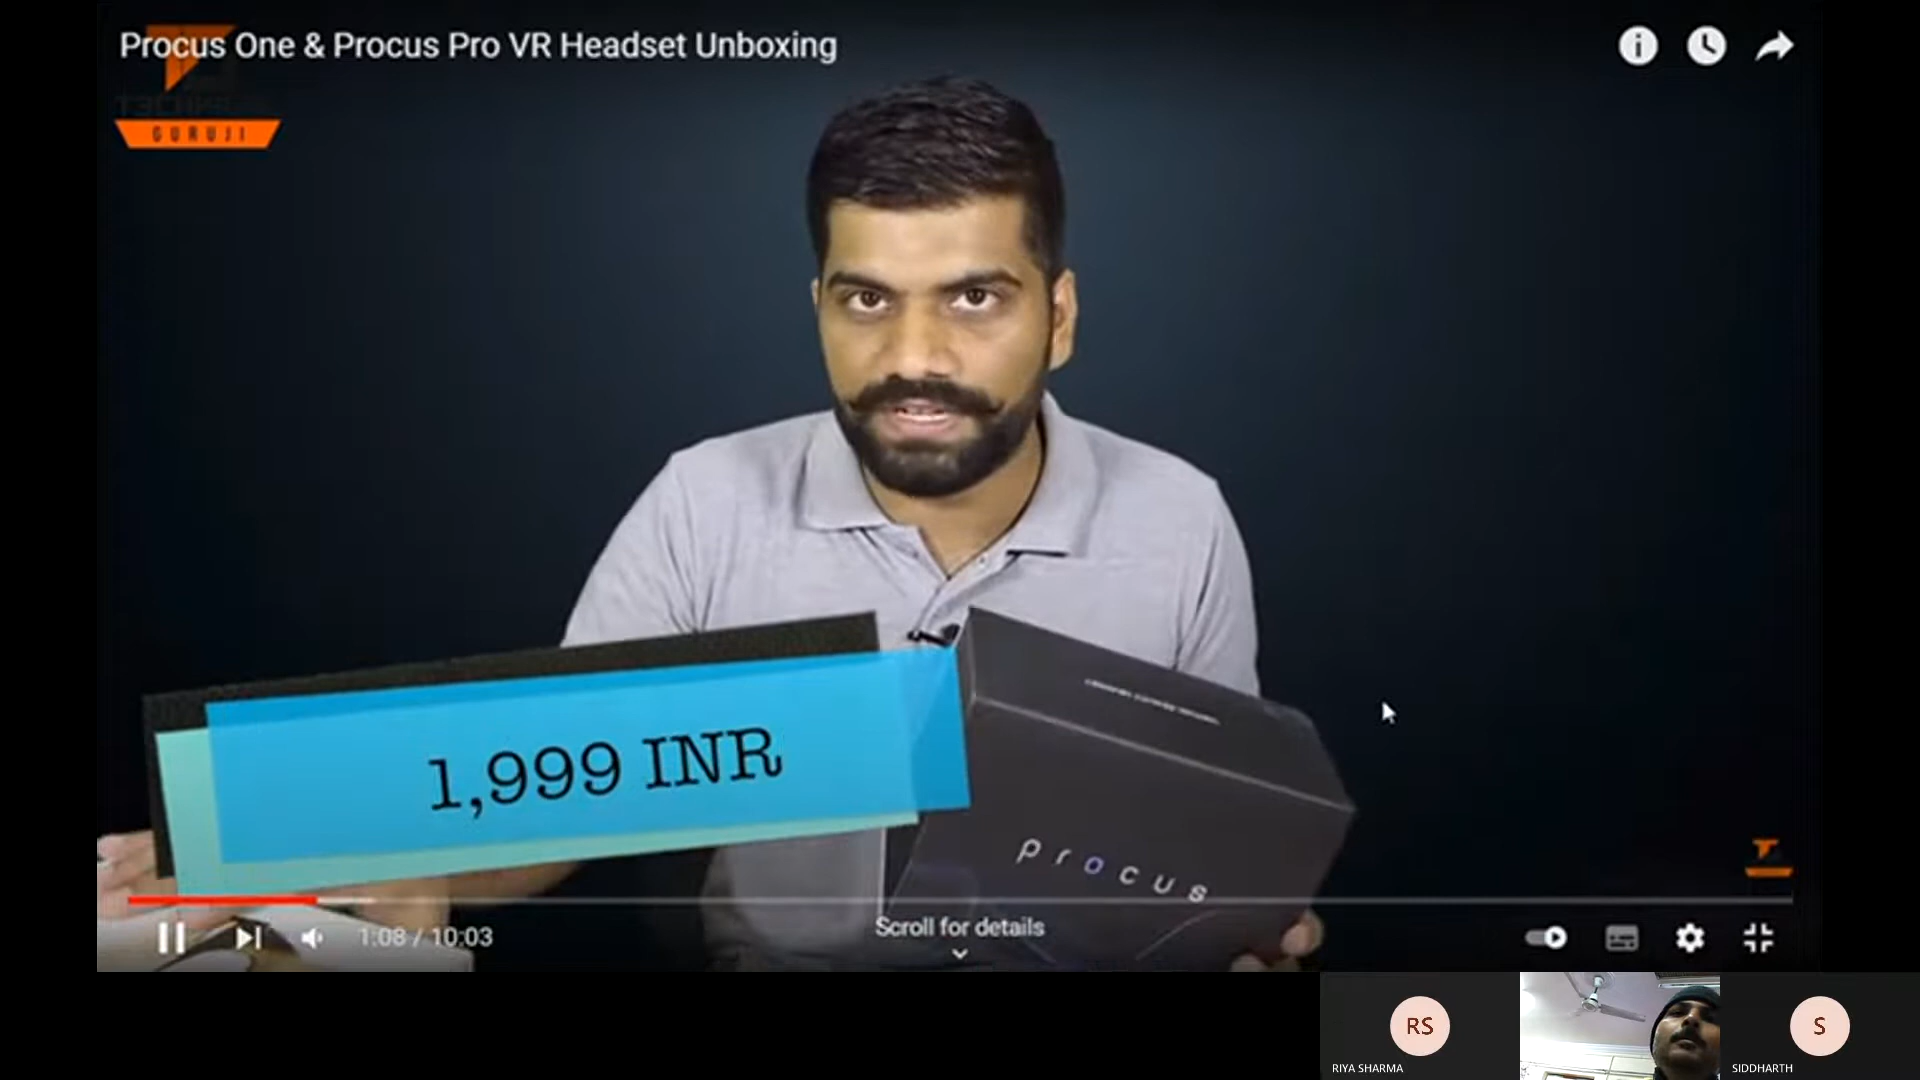 Procus One & Procus Pro VR Headset Unboxing
GURUJI
1,999 INR
procus
1:08 / 10:03
Scroll for details
RS
S
RIYA SHARMA
SIDDHARTH